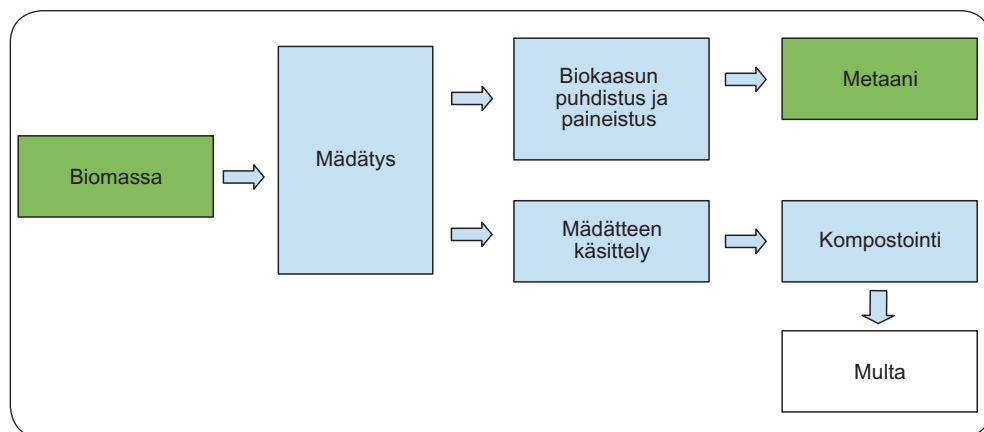 Biomassa
Mädätys
Biokaasun
puhdistus ja
paineistus
Metaani
Mädätteen
käsittely
Kompostointi
Multa